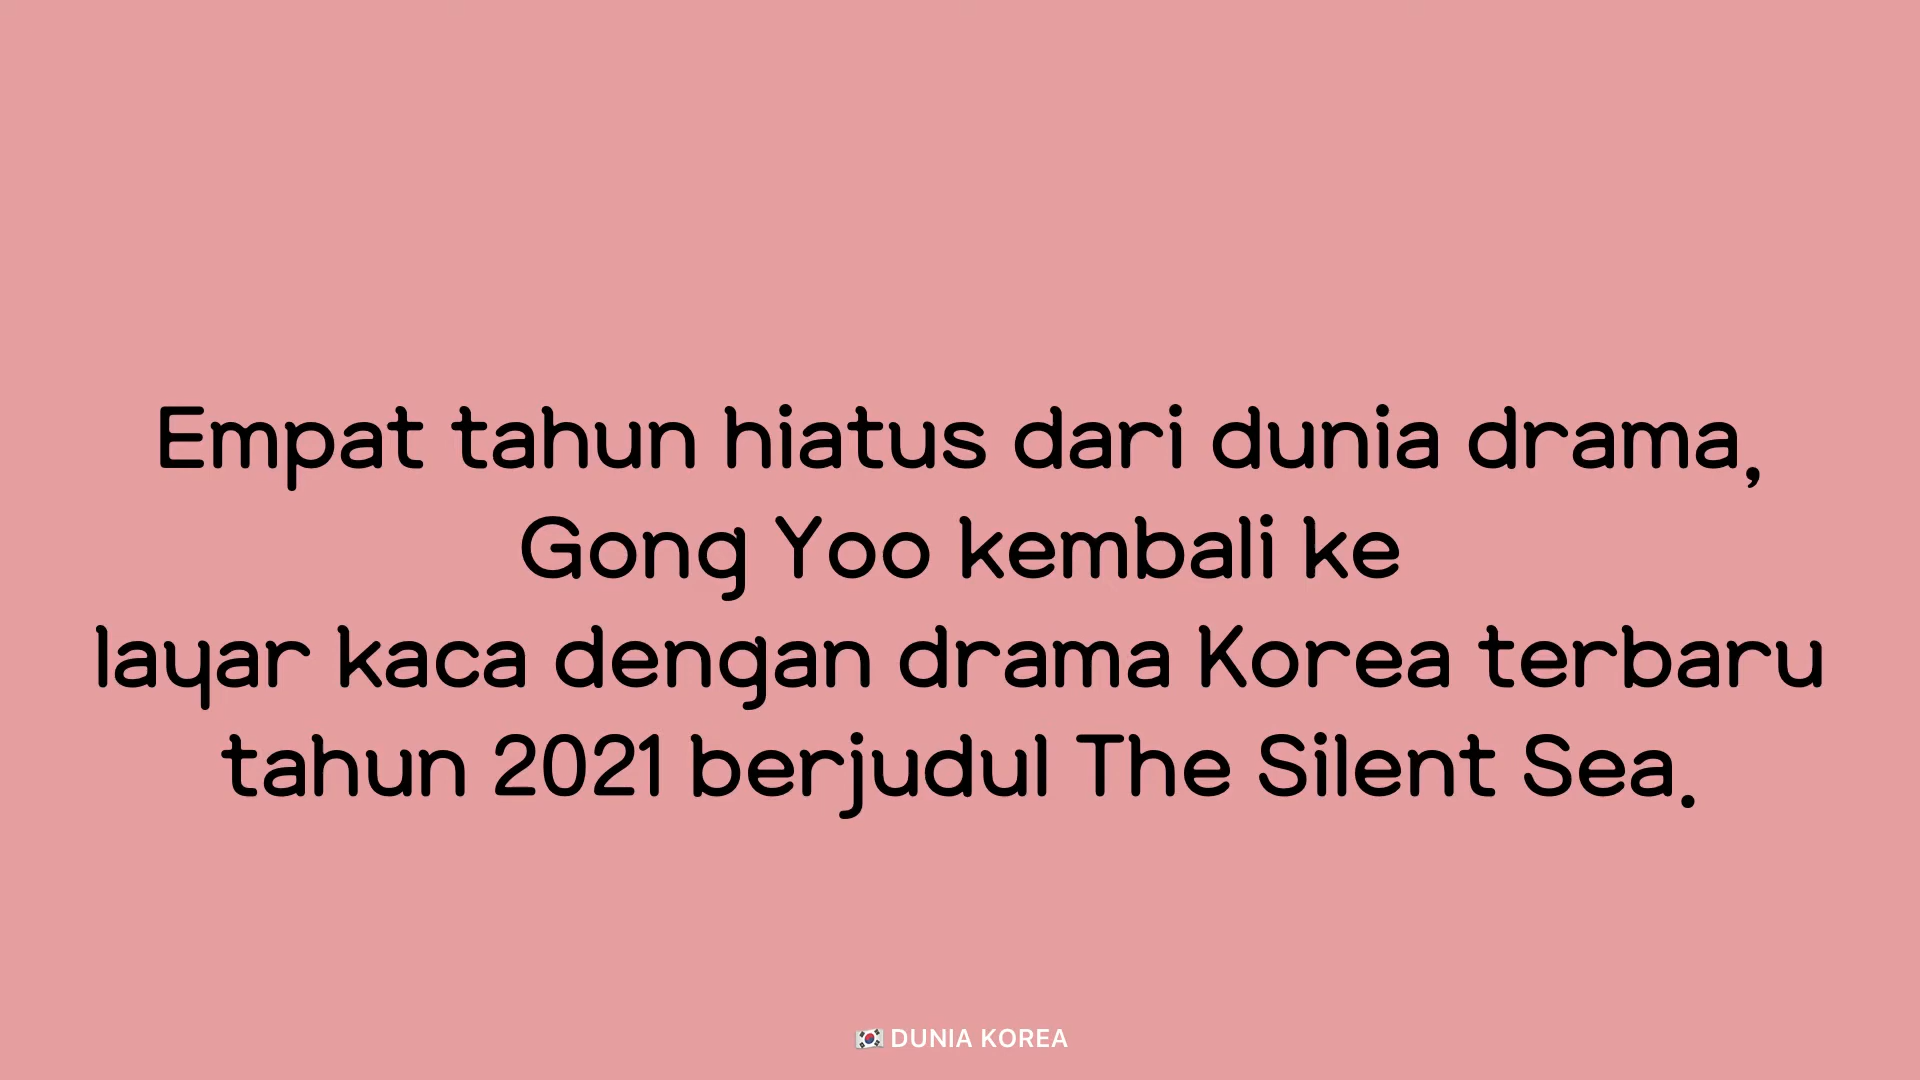 Empat tahun hiatus dari dunia drama,
Gong Yoo kembali ke
layar kaca dengan drama Korea terbaru
tahun 2021 berjudul The Silent Sea.
🇰🇷 DUNIA KOREA